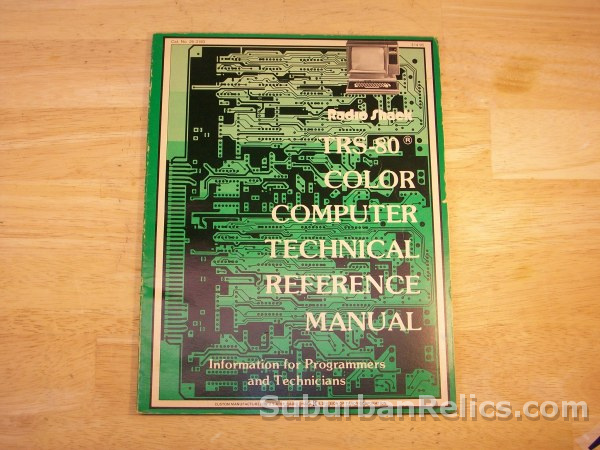 Radio Shack
TRS-80®
COLOR
COMPUTER
TECHNICAL
REFERENCE
MANUAL
Information for Programmers
and Technicians
SuburbanRelics.com